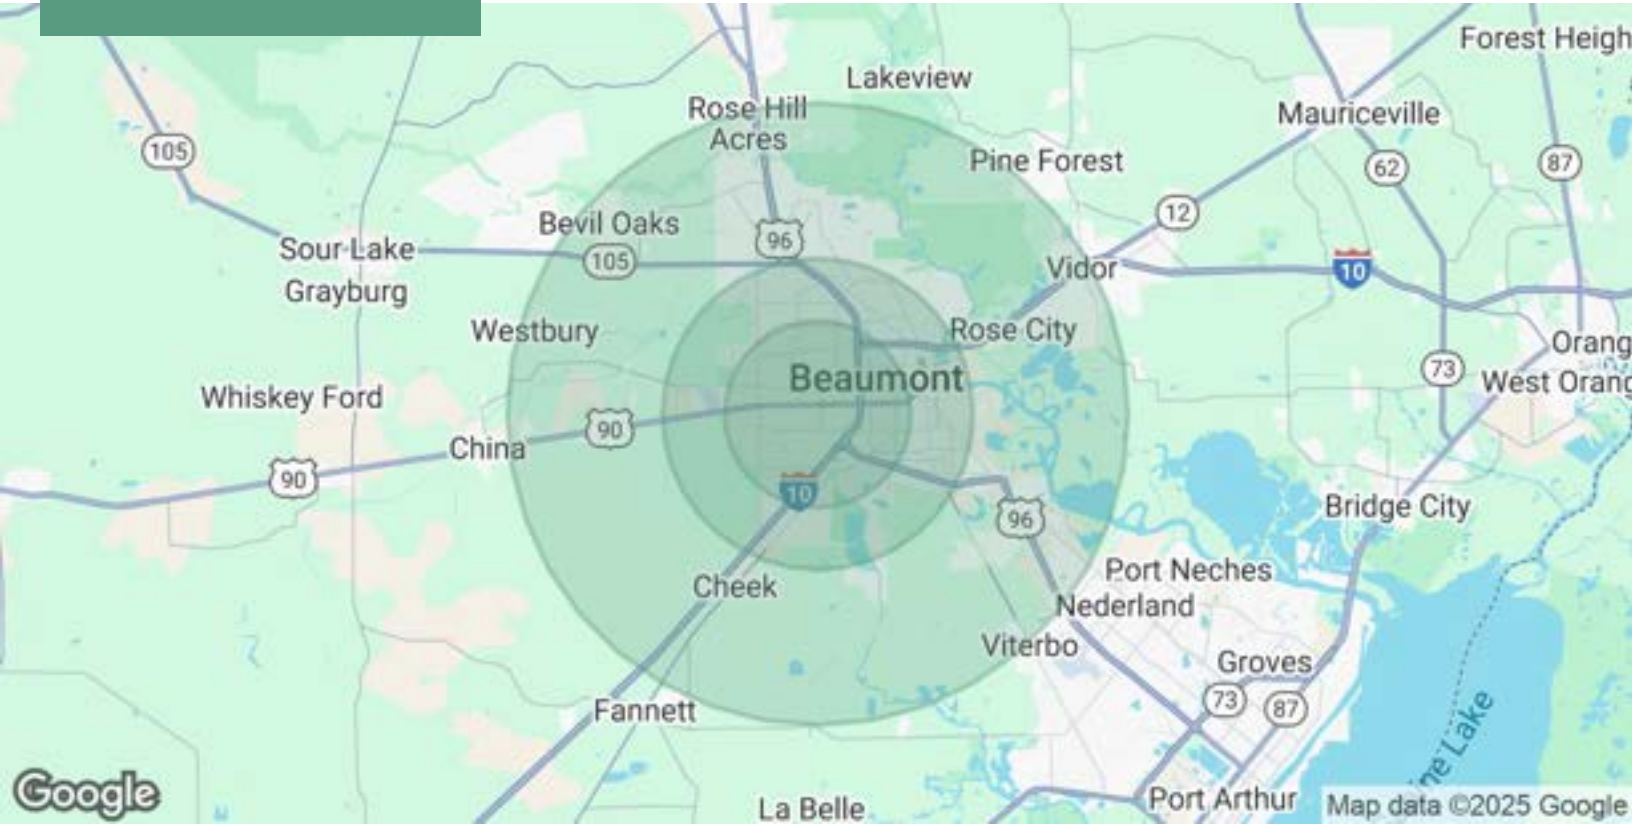 Forest Heigh
Lakeview
Rose Hill
Acres
Mauriceville
105
Pine Forest
62
87
12
Bevil Oaks
96
Sour Lake
105
Vidor
10
Grayburg
Westbury
Rose City
Orang
Beaumont
73
West Orang
Whiskey Ford
90
China
90
10
96
Bridge City
Cheek
Port Neches
Nederland
Viterbo
Groves
73
87
Fannett
ne Lake
Google
La Belle
Port Arthur
Map data ©2025 Google